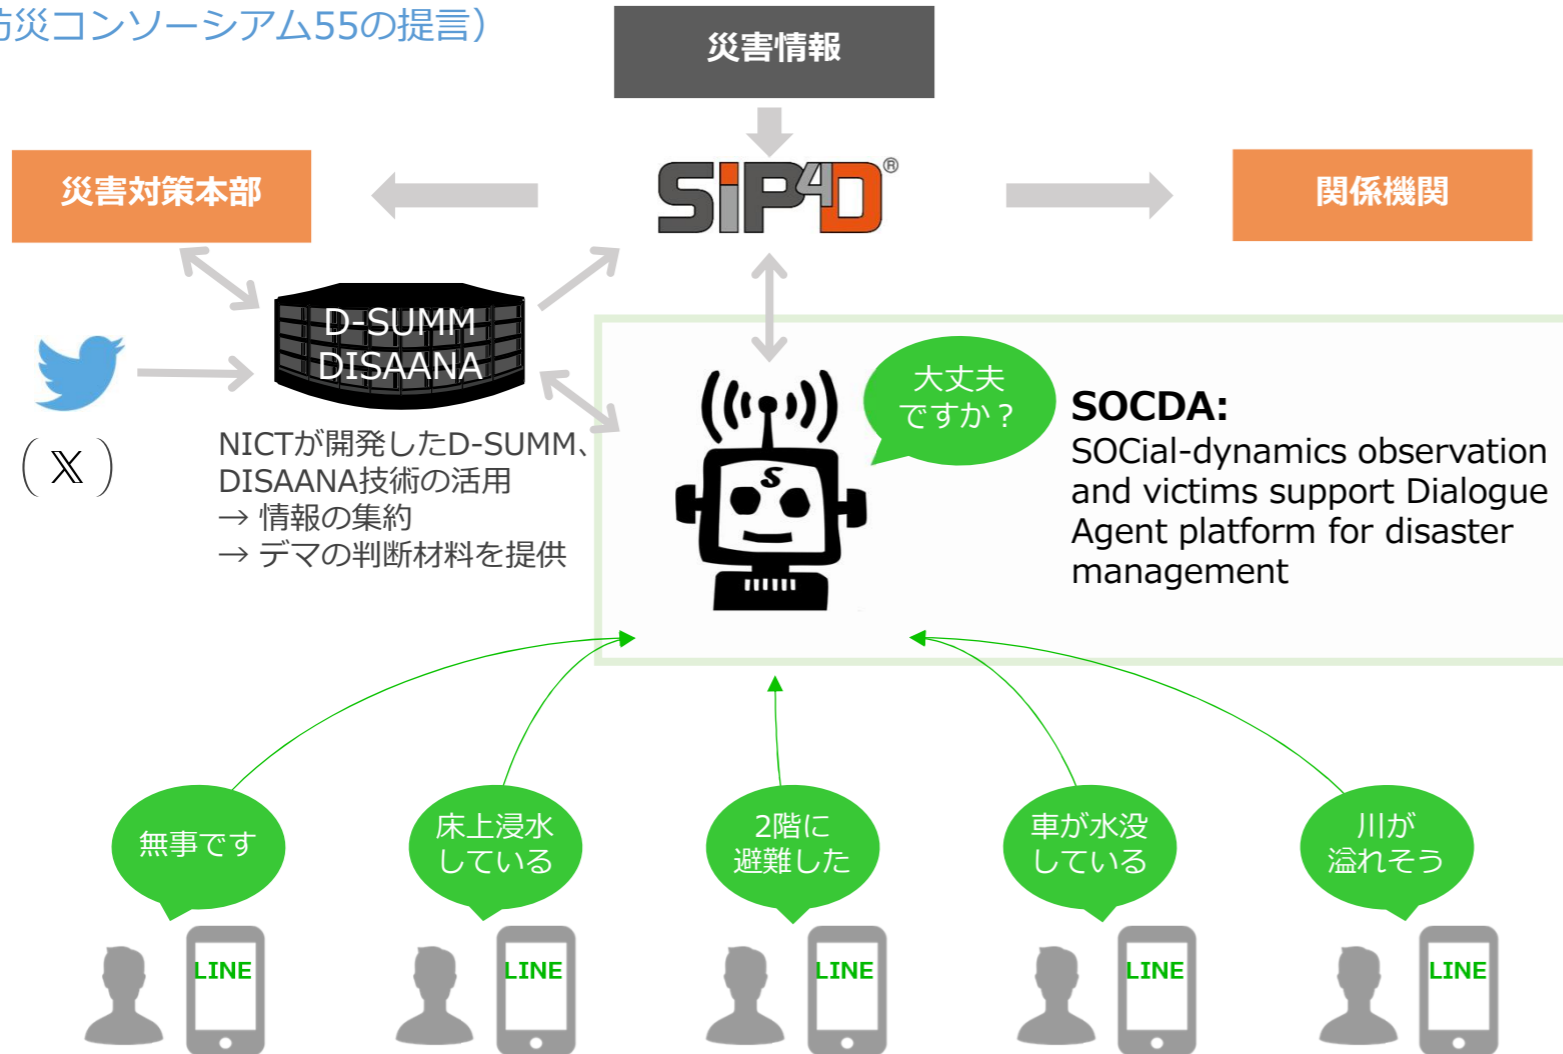 防災コンソーシアム55の提言）
災害情報
災害対策本部
SiP4D®
関係機関
D-SUMM
DISAANA
(X)
NICTが開発したD-SUMM、
DISAANA技術の活用
→ 情報の集約
→ デマの判断材料を提供
S
大丈夫
ですか？
SOCDA:
SOCial-dynamics observation
and victims support Dialogue
Agent platform for disaster
management
無事です
床上浸水
している
2階に
避難した
車が水没
している
川が
溢れそう
LINE
LINE
LINE
LINE
LINE